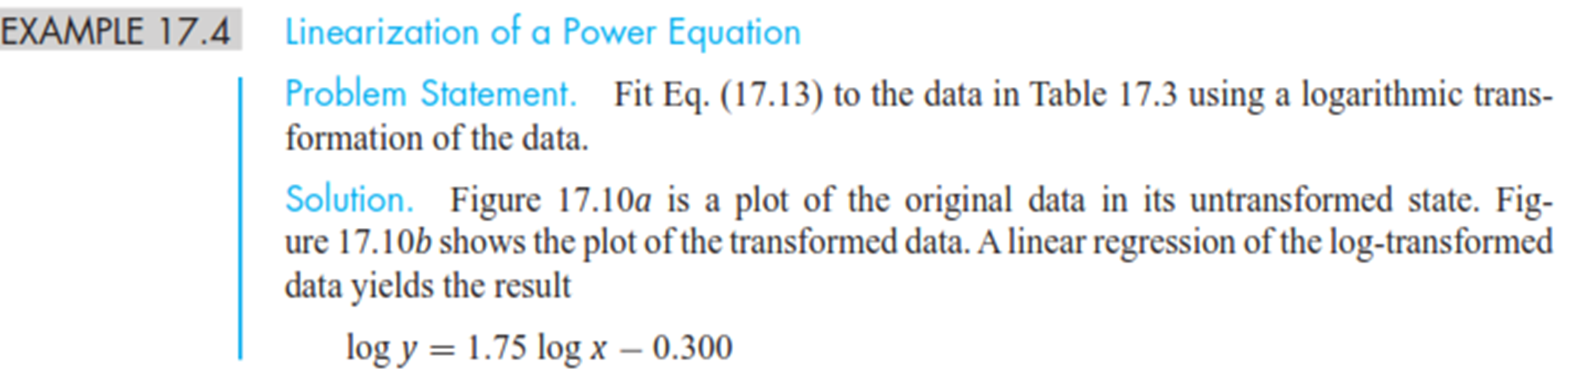 EXAMPLE 17.4 Linearization of a Power Equation
Problem Statement. Fit Eq. (17.13) to the data in Table 17.3 using a logarithmic trans-
formation of the data.
Solution. Figure 17.10a is a plot of the original data in its untransformed state. Fig-
ure 17.10b shows the plot of the transformed data. A linear regression of the log-transformed
data yields the result
log y = 1.75 log x – 0.300